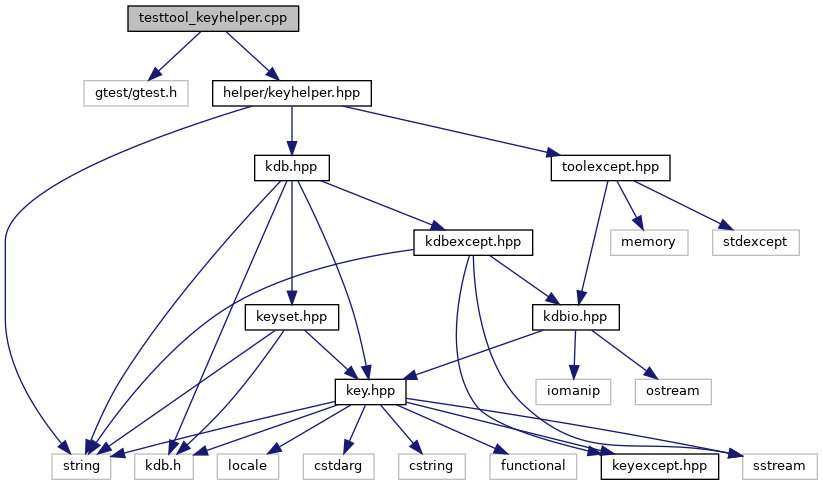 testtool_keyhelper.cpp
gtest/gtest.h
helper/keyhelper.hpp
kdb.hpp
toolexcept.hpp
kdbexcept.hpp
memory
stdexcept
keyset.hpp
kdbio.hpp
key.hpp
iomanip
ostream
string
kdb.h
locale
cstdarg
cstring
functional
keyexcept.hpp
sstream